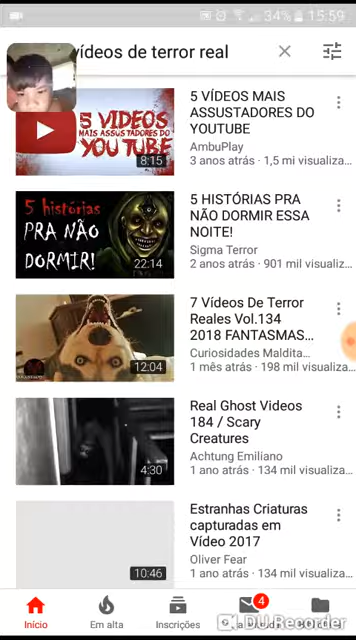 34% 15:59
vídeos de terror real
5 VIDEOS
MAIS ASSUSTADORES DO
YOUTUBE
8:15
5 VÍDEOS MAIS
ASSUSTADORES DO
YOUTUBE
AmbuPlay
3 anos atrás · 1,5 mi visualiza...
5 histórias
PRA NÃO
DORMIR!
22:14
5 HISTÓRIAS PRA
NÃO DORMIR ESSA
NOITE!
Sigma Terror
2 anos atrás · 901 mil visualiz...
12:04
7 Vídeos De Terror
Reales Vol.134
2018 FANTASMAS...
Curiosidades Maldita...
1 mês atrás · 198 mil visualiza...
4:30
Real Ghost Videos
184 / Scary
Creatures
Achtung Emiliano
1 ano atrás · 134 mil visualiza...
10:46
Estranhas Criaturas
capturadas em
Vídeo 2017
Oliver Fear
1 ano atrás · 134 mil visualiza...
4
Início
Em alta
Inscrições
DU Recorder